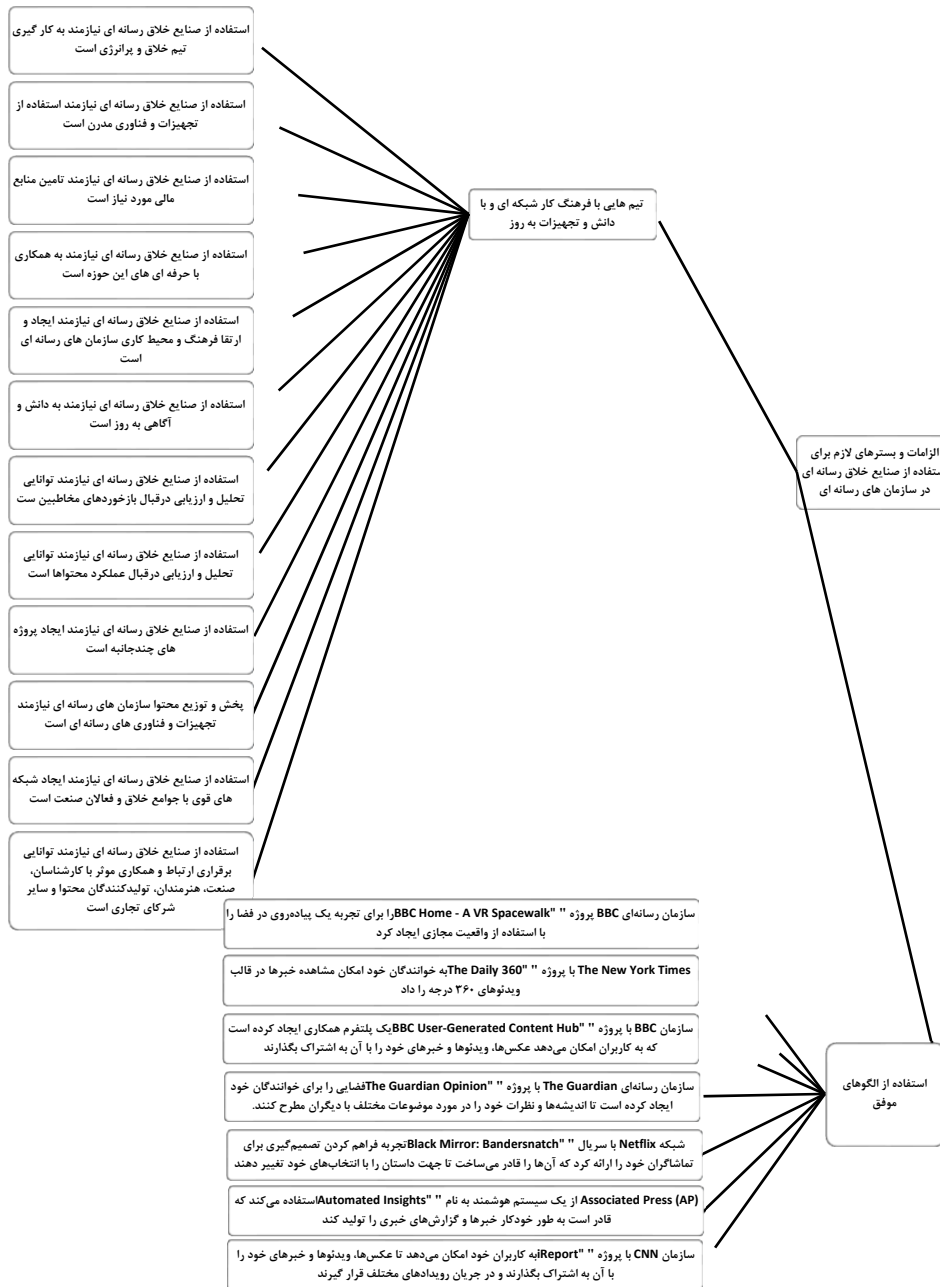 استفاده از صنایع خلاق رسانه ای نیازمند به کار گیری
تیم خلاق و پرانرژی است
استفاده از صنایع خلاق رسانه ای نیازمند استفاده از
تجهیزات و فناوری مدرن است
استفاده از صنایع خلاق رسانه ای نیازمند تامین منابع
مالی مورد نیاز است
استفاده از صنایع خلاق رسانه ای نیازمند به همکاری
با حرفه ای های این حوزه است
استفاده از صنایع خلاق رسانه ای نیازمند ایجاد و
ارتقا فرهنگ و محیط کاری سازمان های رسانه ای
است
استفاده از صنایع خلاق رسانه ای نیازمند به دانش و
آگاهی به روز است
استفاده از صنایع خلاق رسانه ای نیازمند توانایی
تحلیل و ارزیابی درقبال بازخوردهای مخاطبین ست
استفاده از صنایع خلاق رسانه ای نیازمند توانایی
تحلیل و ارزیابی درقبال عملکرد محتواها است
استفاده از صنایع خلاق رسانه ای نیازمند ایجاد پروژه
های چندجانبه است
پخش و توزیع محتوا سازمان های رسانه ای نیازمند
تجهیزات و فناوری های رسانه ای است
استفاده از صنایع خلاق رسانه ای نیازمند ایجاد شبکه
های قوی با جوامع خلاق و فعالان صنعت است
استفاده از صنایع خلاق رسانه ای نیازمند توانایی
برقراری ارتباط و همکاری موثر با کارشناسان،
صنعت، هنرمندان، تولیدکنندگان محتوا و سایر
شرکای تجاری است
تیم هایی با فرهنگ کار شبکه ای و با
دانش و تجهیزات به روز
الزامات و بسترهای لازم برای
ستفاده از صنایع خلاق رسانه ای
در سازمان های رسانه ای
استفاده از الگوهای
موفق
سازمان رسانه‌ای BBC پروژه " "BBC Home - A VR Spacewalkرا برای تجربه یک پیاده‌روی در فضا را
با استفاده از واقعیت مجازی ایجاد کرد
The New York Times با پروژه " "The Daily 360به خوانندگان خود امکان مشاهده خبرها در قالب
ویدئوهای ۳۶۰ درجه را داد
سازمان BBC با پروژه " "BBC User-Generated Content Hubیک پلتفرم همکاری ایجاد کرده است
که به کاربران امکان می‌دهد عکس‌ها، ویدئوها و خبرهای خود را با آن به اشتراک بگذارند
سازمان رسانه‌ای The Guardian با پروژه " "The Guardian Opinionفضایی را برای خوانندگان خود
ایجاد کرده است تا اندیشه‌ها و نظرات خود را در مورد موضوعات مختلف با دیگران مطرح کنند.
شبکه Netflix با سریال " "Black Mirror: Bandersnatchتجربه فراهم کردن تصمیم‌گیری برای
تماشاگران خود را ارائه کرد که آن‌ها را قادر می‌ساخت تا جهت داستان را با انتخاب‌های خود تغییر دهند
Associated Press (AP) از یک سیستم هوشمند به نام " "Automated Insightsاستفاده می‌کند که
قادر است به طور خودکار خبرها و گزارش‌های خبری را تولید کند
سازمان CNN با پروژه " "iReportبه کاربران خود امکان می‌دهد تا عکس‌ها، ویدئوها و خبرهای خود را
با آن به اشتراک بگذارند و در جریان رویدادهای مختلف قرار گیرند